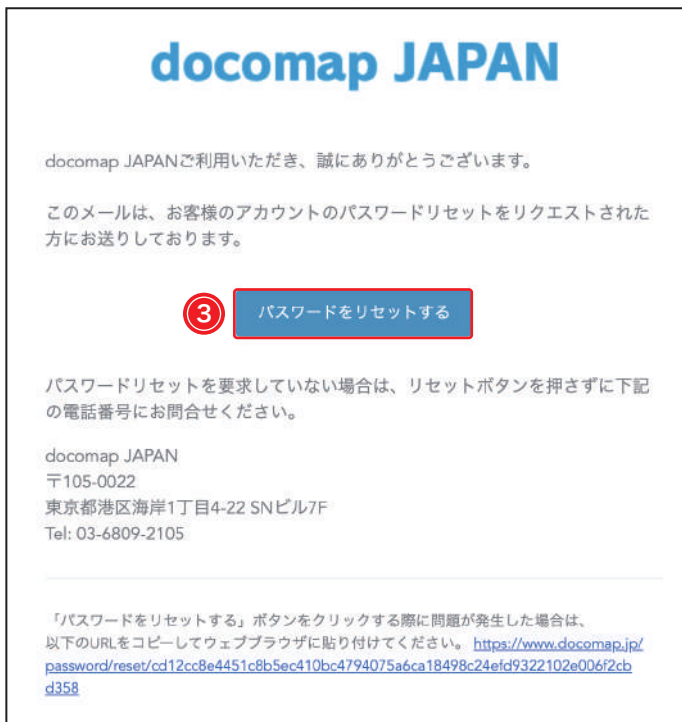 docomap JAPAN
docomap JAPANご利用いただき、誠にありがとうございます。
このメールは、お客様のアカウントのパスワードリセットをリクエストされた
方にお送りしております。
③ パスワードをリセットする
パスワードリセットを要求していない場合は、リセットボタンを押さずに下記
の電話番号にお問合せください。
docomap JAPAN
〒105-0022
東京都港区海岸1丁目4-22 SNビル7F
Tel: 03-6809-2105
「パスワードをリセットする」ボタンをクリックする際に問題が発生した場合は、
以下のURLをコピーしてウェブブラウザに貼り付けてください。 https://www.docomap.jp/
password/reset/cd12cc8e4451c8b5ec410bc4794075a6ca18498c24efd9322102e006f2cb
d358